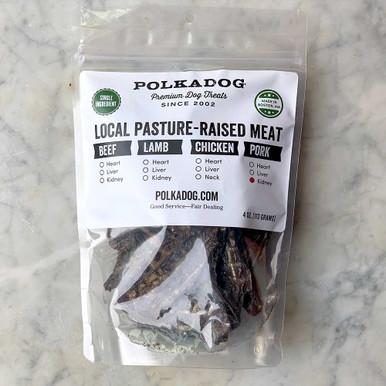 POLKADOG
Premium Dog Treats
SINCE 2002
SINGLE INGREDIENT
MADE IN BOSTON, MA
LOCAL PASTURE-RAISED MEAT
BEEF LAMB CHICKEN PORK
Heart Heart Heart Heart
Liver Liver Liver Liver
Kidney Kidney Neck Kidney
POLKADOG.COM
Good Service—Fair Dealing
4 OZ. (113 GRAMS)